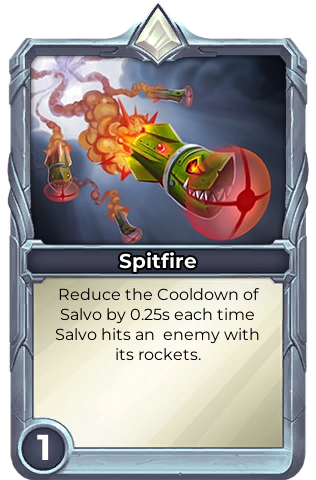 Spitfire
Reduce the Cooldown of
Salvo by 0.25s each time
Salvo hits an  enemy with
its rockets.
1